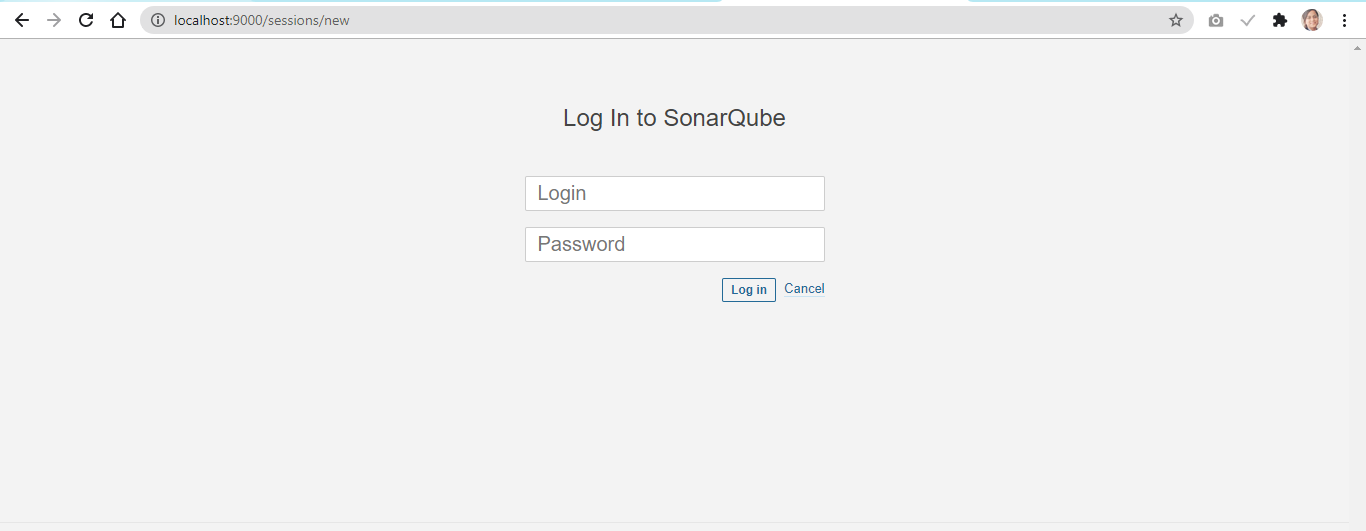 localhost:9000/sessions/new
Log In to SonarQube
Login
Password
Log in Cancel